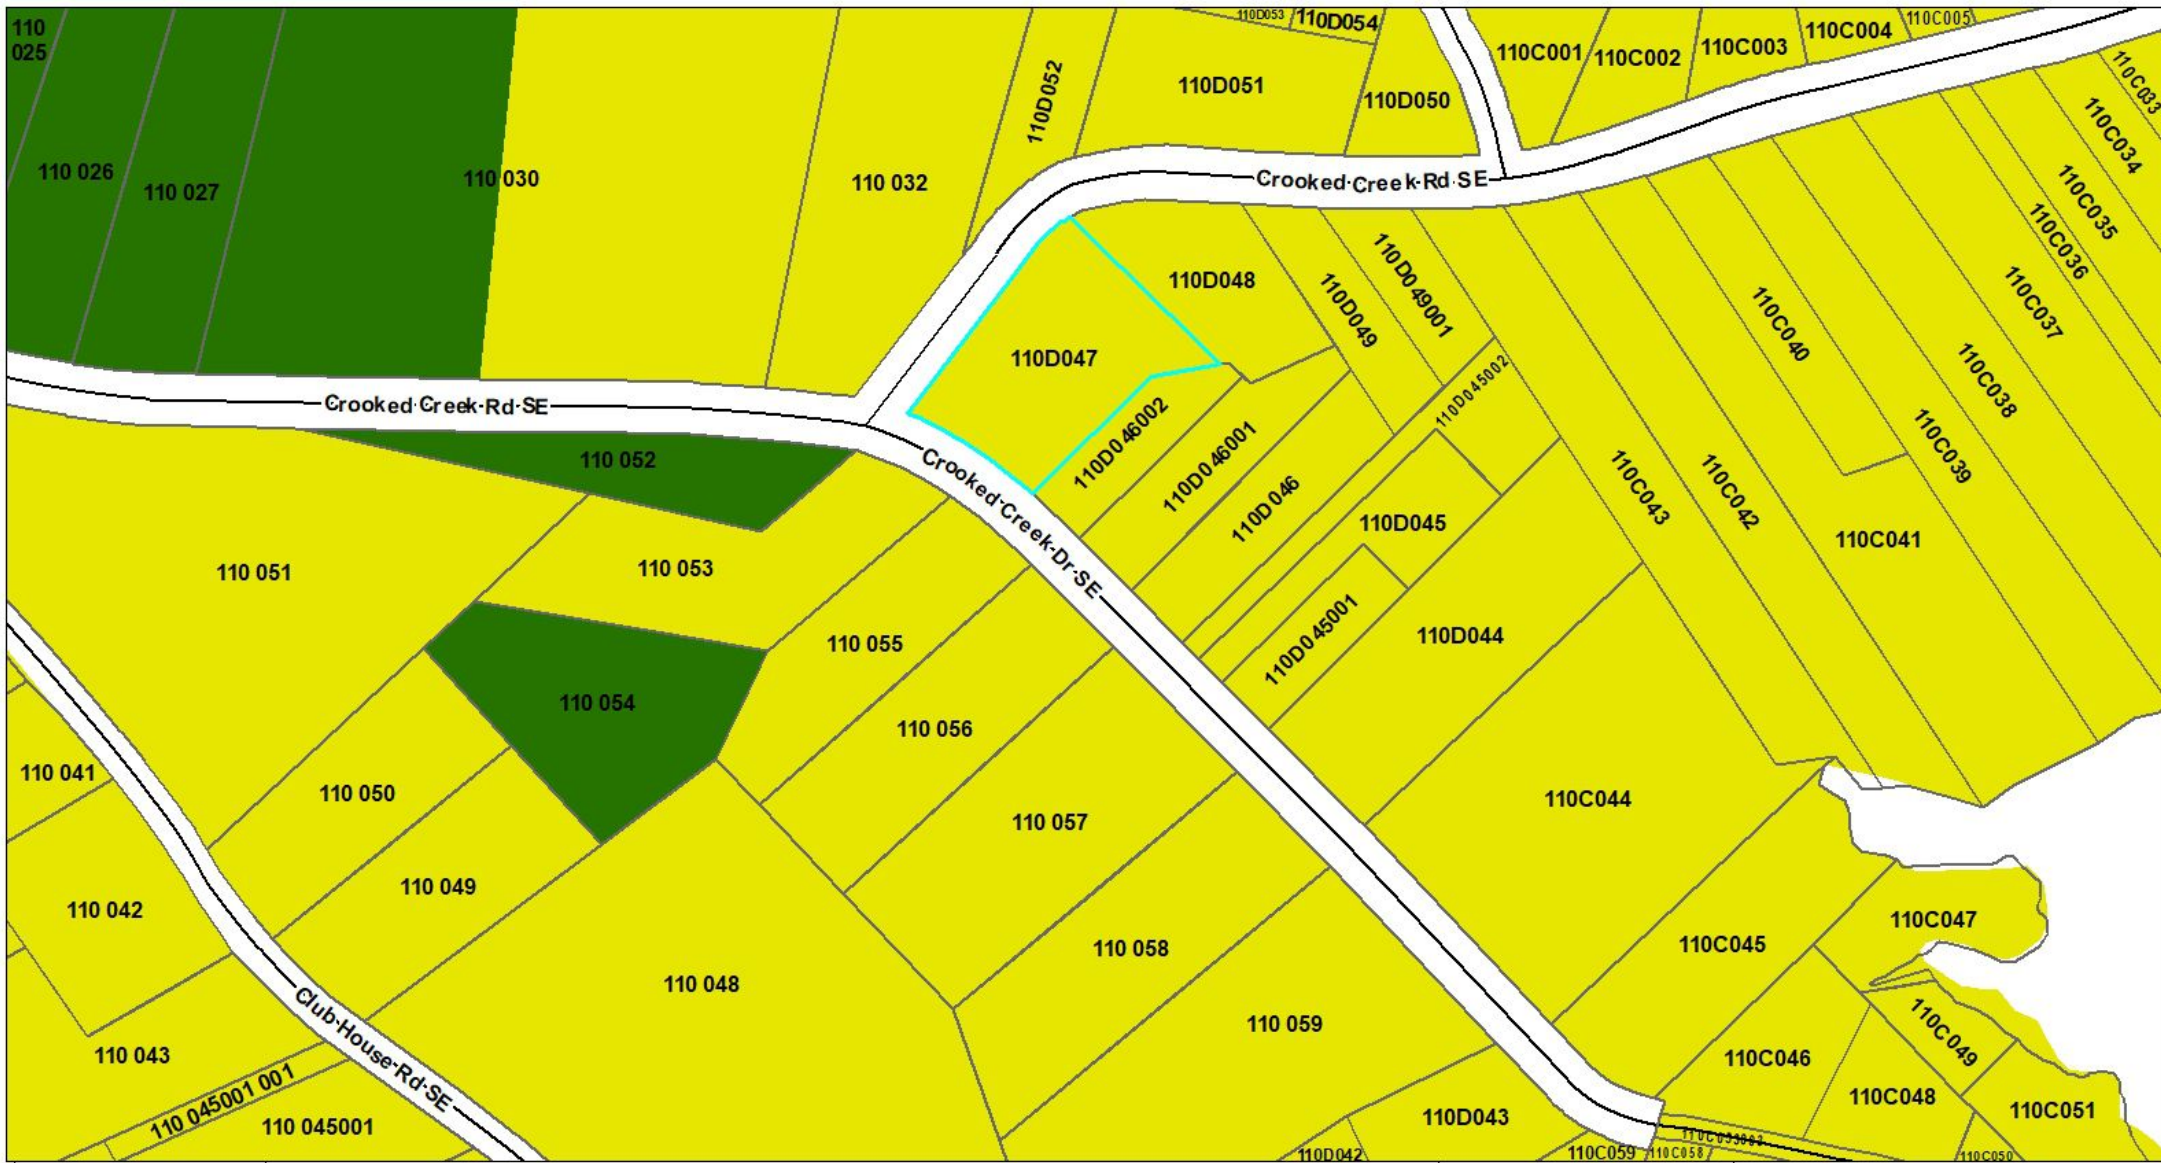 110
025
110 026
110 027
110 030
110 032
110D052
110D053
110D054
110D051
110D050
110C001
110C002
110C003
110C004
110C005
110C033
110C034
110C035
110C036
110C037
110C038
110C039
110C040
110C041
110C042
110C043
Crooked Creek Rd SE
Crooked Creek Rd SE
110D047
110D048
110D049
110D049001
110D045002
110D046002
110D046001
110D046
110D045
110D045001
110D044
Crooked Creek Dr SE
110 052
110 051
110 053
110 054
110 055
110 056
110 057
110 058
110 059
110 050
110 049
110 048
110 041
110 042
110 043
110 045001 001
110 045001
Club House Rd SE
110C044
110C045
110C047
110C046
110C049
110C048
110C051
110D043
110D042
110C059
110C058
110C050